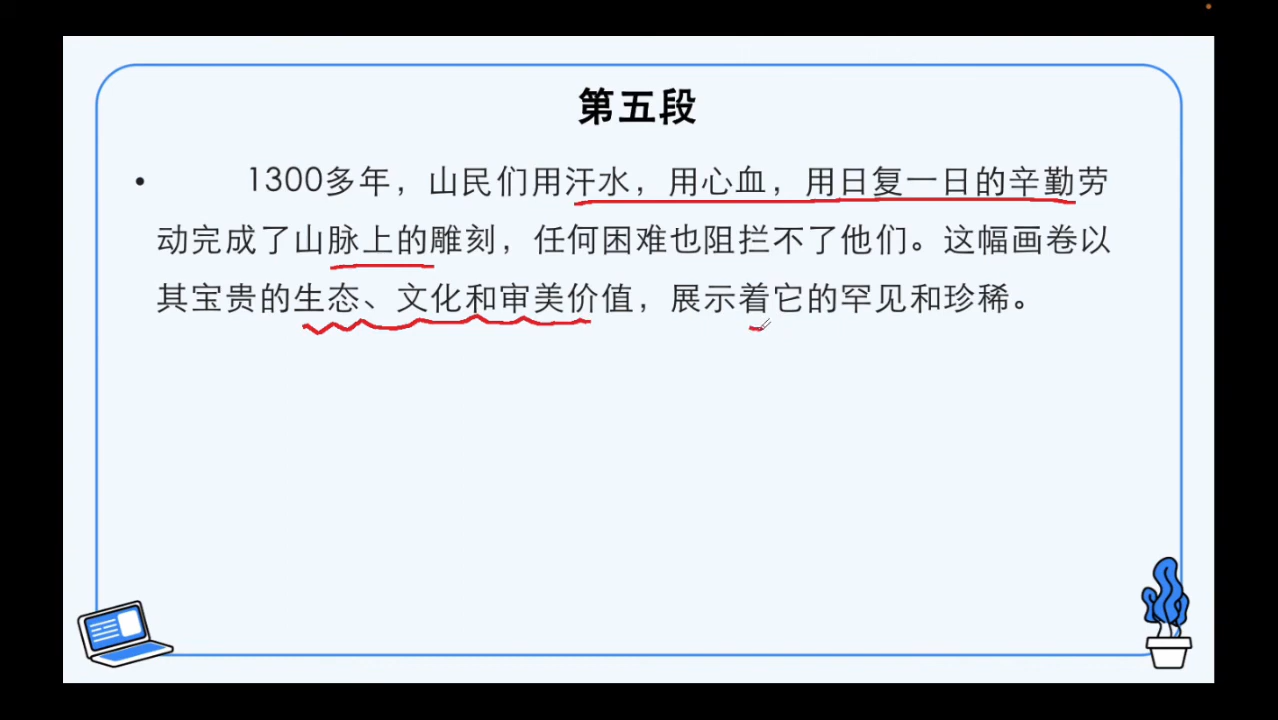 第五段
• 1300多年，山民们用汗水，用心血，用日复一日的辛勤劳
动完成了山脉上的雕刻，任何困难也阻拦不了他们。这幅画卷以
其宝贵的生态、文化和审美价值，展示着它的罕见和珍稀。